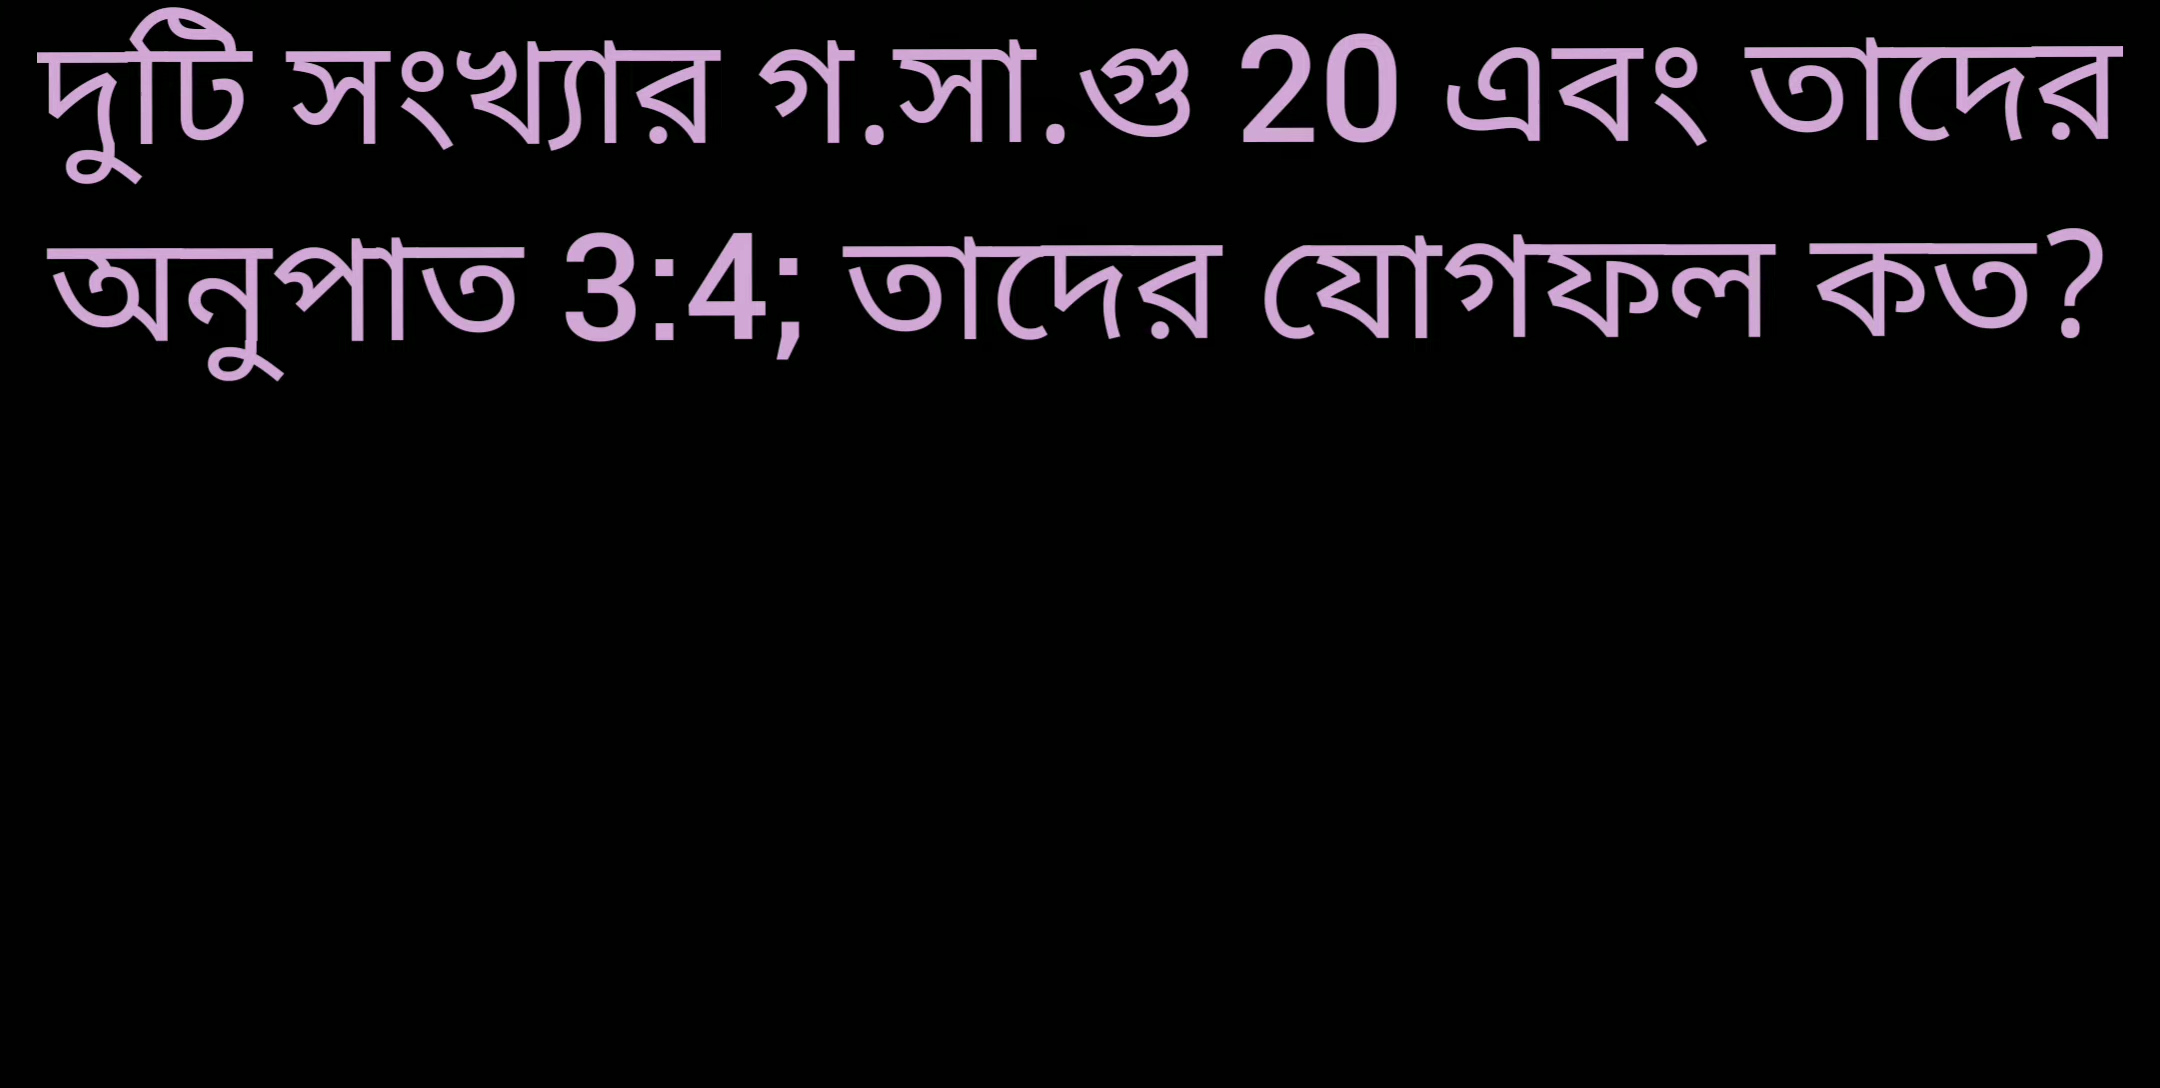 দুটি সংখ্যার গ.সা.গু 20 এবং তাদের
অনুপাত 3:4; তাদের যোগফল কত?